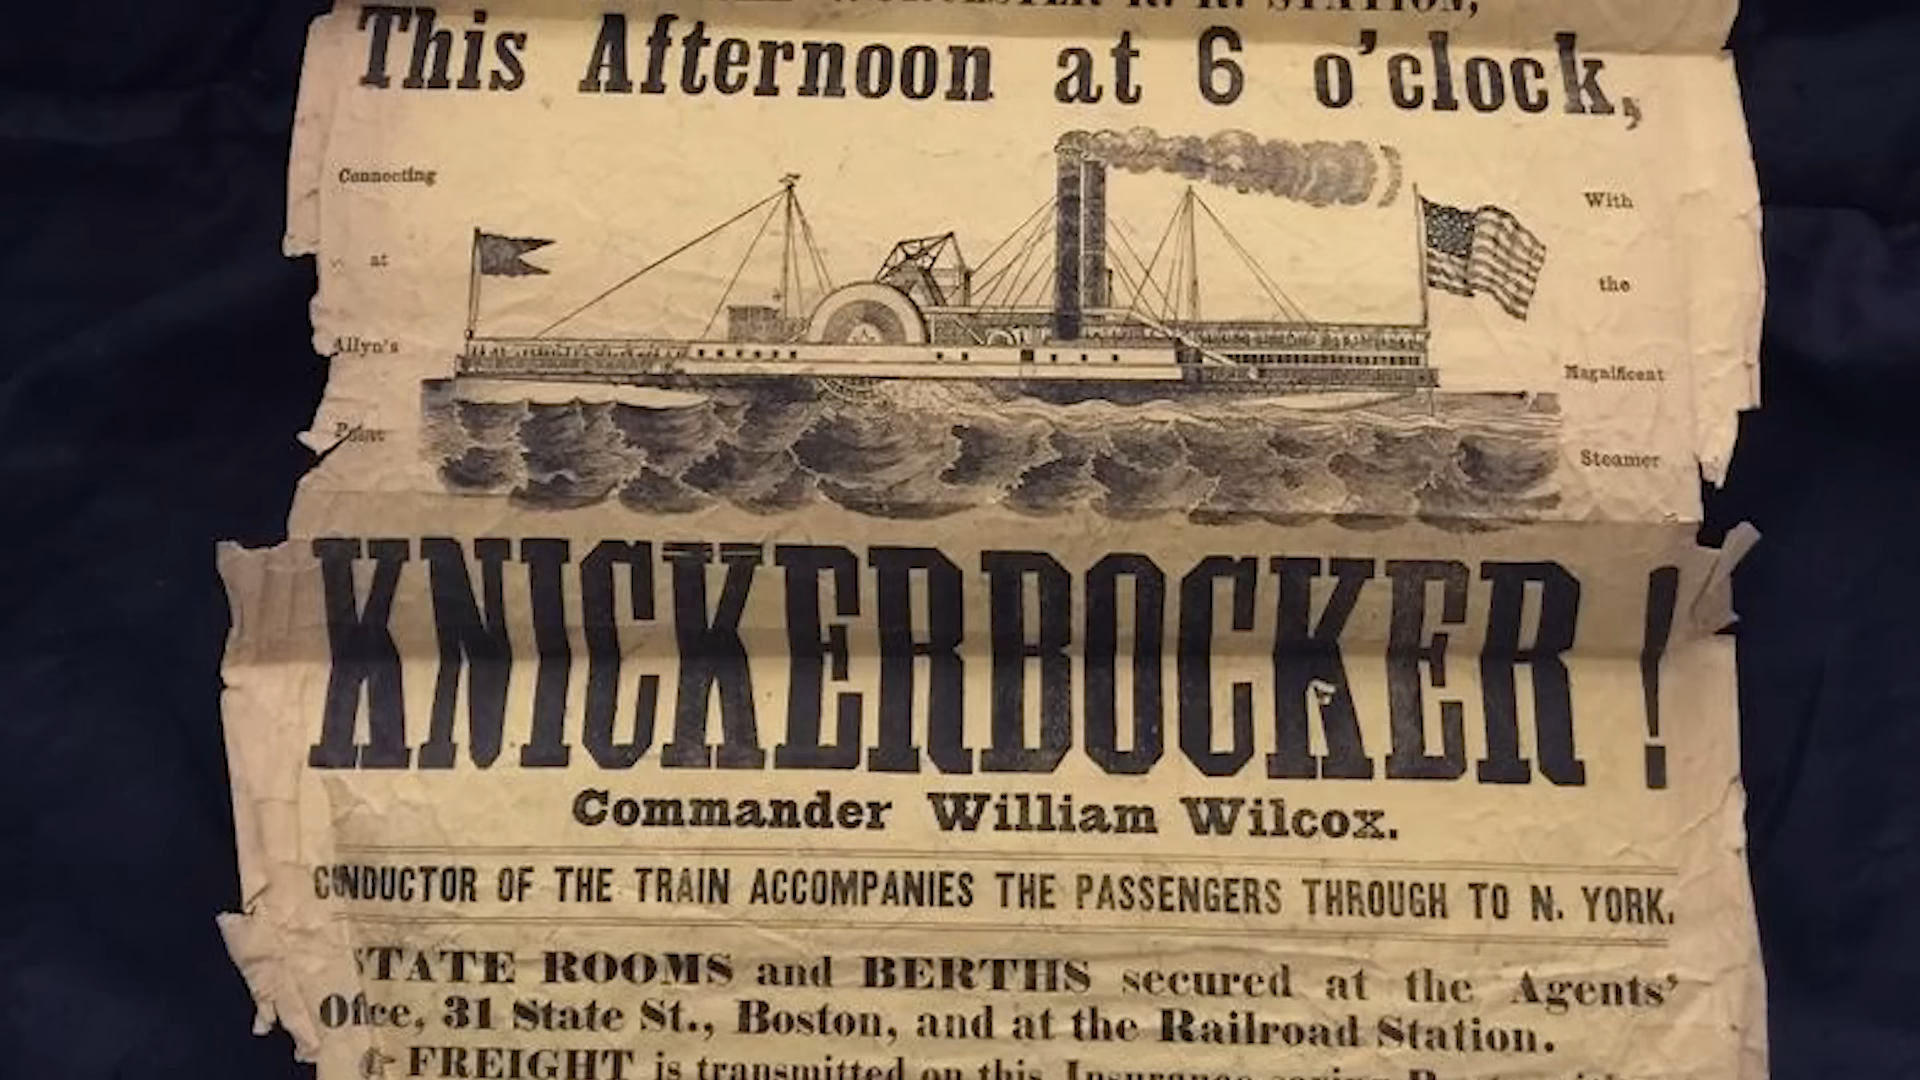 R. R. STATION,
This Afternoon at 6 o'clock,
Connecting
at
Allyn's
Point
With
the
Magnificent
Steamer
KNICKERBOCKER!
Commander William Wilcox.
CONDUCTOR OF THE TRAIN ACCOMPANIES THE PASSENGERS THROUGH TO N. YORK.
STATE ROOMS and BERTHS secured at the Agents'
Office, 31 State St., Boston, and at the Railroad Station.
FREIGHT is transmitted on this Insurance